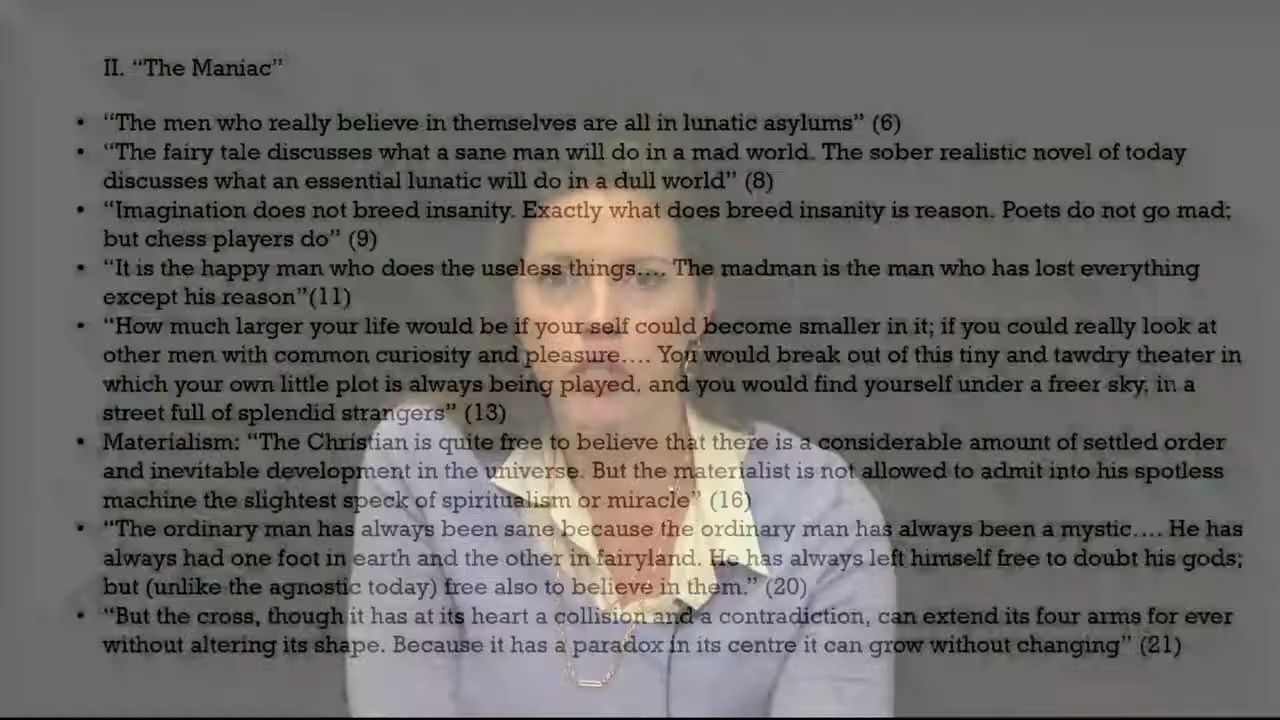 II. “The Maniac”
• “The men who really believe in themselves are all in lunatic asylums” (6)
• “The fairy tale discusses what a sane man will do in a mad world. The sober realistic novel of today
discusses what an essential lunatic will do in a dull world” (8)
• “Imagination does not breed insanity. Exactly what does breed insanity is reason. Poets do not go mad;
but chess players do” (9)
• “It is the happy man who does the useless things.... The madman is the man who has lost everything
except his reason”(11)
• “How much larger your life would be if your self could become smaller in it; if you could really look at
other men with common curiosity and pleasure.... You would break out of this tiny and tawdry theater in
which your own little plot is always being played, and you would find yourself under a freer sky, in a
street full of splendid strangers” (13)
• Materialism: “The Christian is quite free to believe that there is a considerable amount of settled order
and inevitable development in the universe. But the materialist is not allowed to admit into his spotless
machine the slightest speck of spiritualism or miracle” (16)
• “The ordinary man has always been sane because the ordinary man has always been a mystic.... He has
always had one foot in earth and the other in fairyland. He has always left himself free to doubt his gods;
but (unlike the agnostic today) free also to believe in them.” (20)
• “But the cross, though it has at its heart a collision and a contradiction, can extend its four arms for ever
without altering its shape. Because it has a paradox in its centre it can grow without changing” (21)